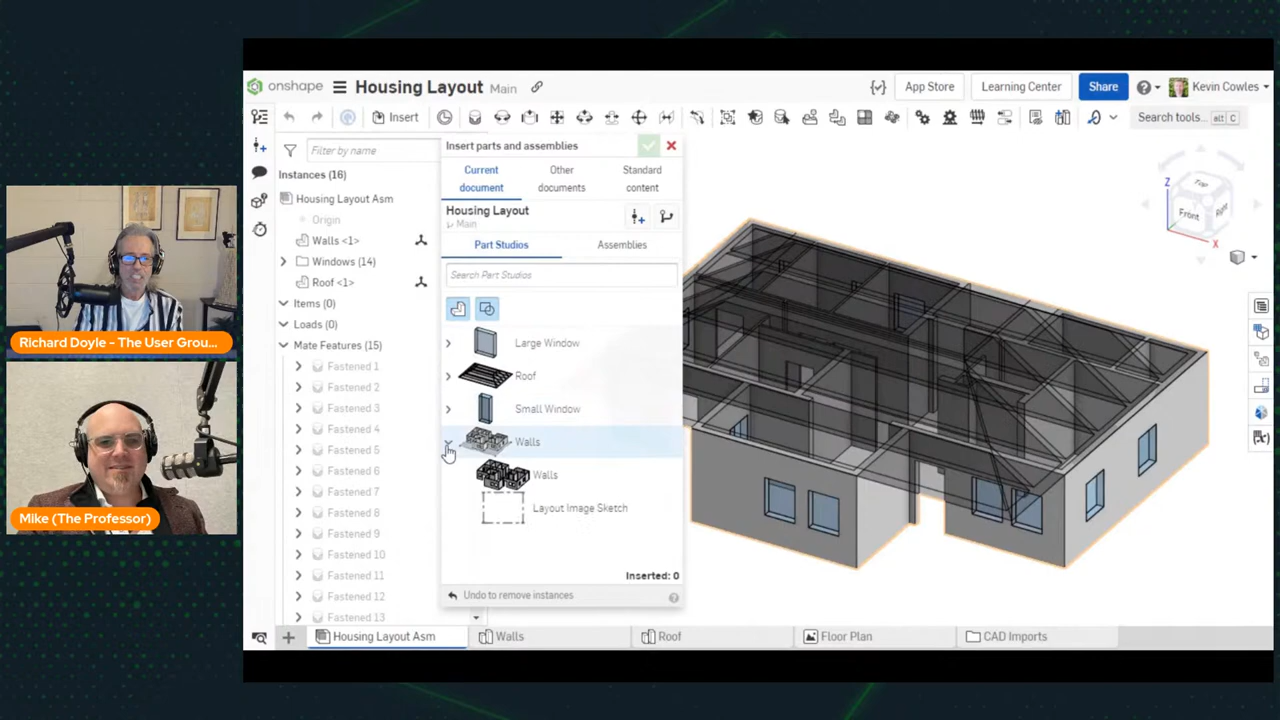 onshape
Housing Layout Main
App Store
Learning Center
Share
Kevin Cowles
Insert
Search tools... alt C
Filter by name
Instances (16)
Housing Layout Asm
Origin
Walls <1>
Windows (14)
Roof <1>
Items (0)
Loads (0)
Mate Features (15)
Fastened 1
Fastened 2
Fastened 3
Fastened 4
Fastened 5
Fastened 6
Fastened 7
Fastened 8
Fastened 9
Fastened 10
Fastened 11
Fastened 12
Fastened 13
Insert parts and assemblies
Current document
Other documents
Standard content
Housing Layout
Main
Part Studios
Assemblies
Search Part Studios
Large Window
Roof
Small Window
Walls
Walls
Layout Image Sketch
Inserted: 0
Undo to remove instances
Z
Top
Front
Right
X
Housing Layout Asm
Walls
Roof
Floor Plan
CAD Imports
Richard Doyle - The User Grou...
Mike (The Professor)